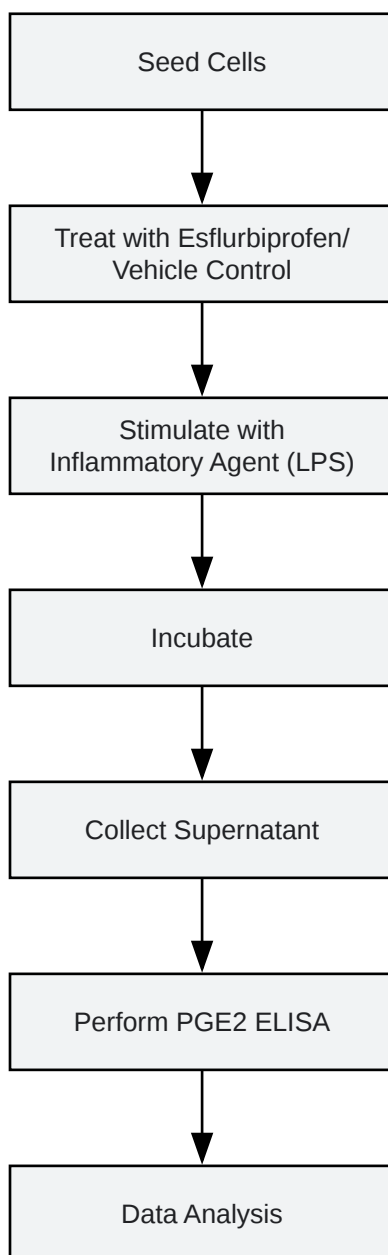 Seed Cells
Treat with Esflurbiprofen/
Vehicle Control
Stimulate with
Inflammatory Agent (LPS)
Incubate
Collect Supernatant
Perform PGE2 ELISA
Data Analysis